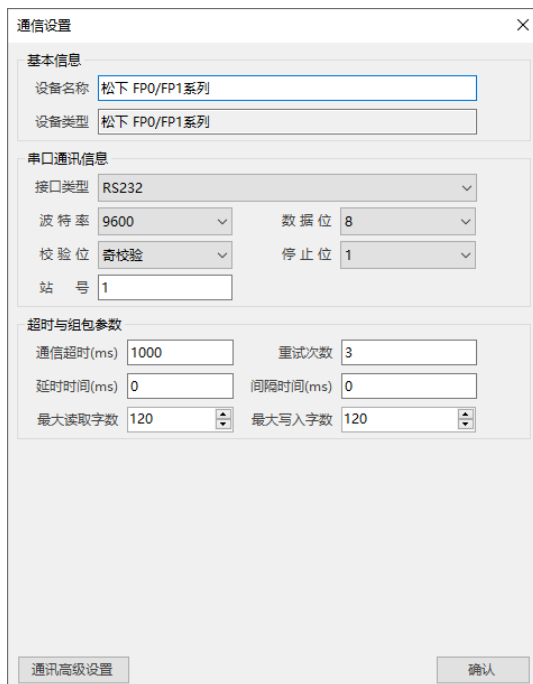 通信设置
基本信息
设备名称 松下 FP0/FP1系列
设备类型 松下 FP0/FP1系列
串口通讯信息
接口类型 RS232
波特率 9600 数据位 8
校验位 奇校验 停止位 1
站 号 1
超时与组包参数
通信超时(ms) 1000 重试次数 3
延时时间(ms) 0 间隔时间(ms) 0
最大读取字数 120 最大写入字数 120
通讯高级设置 确认